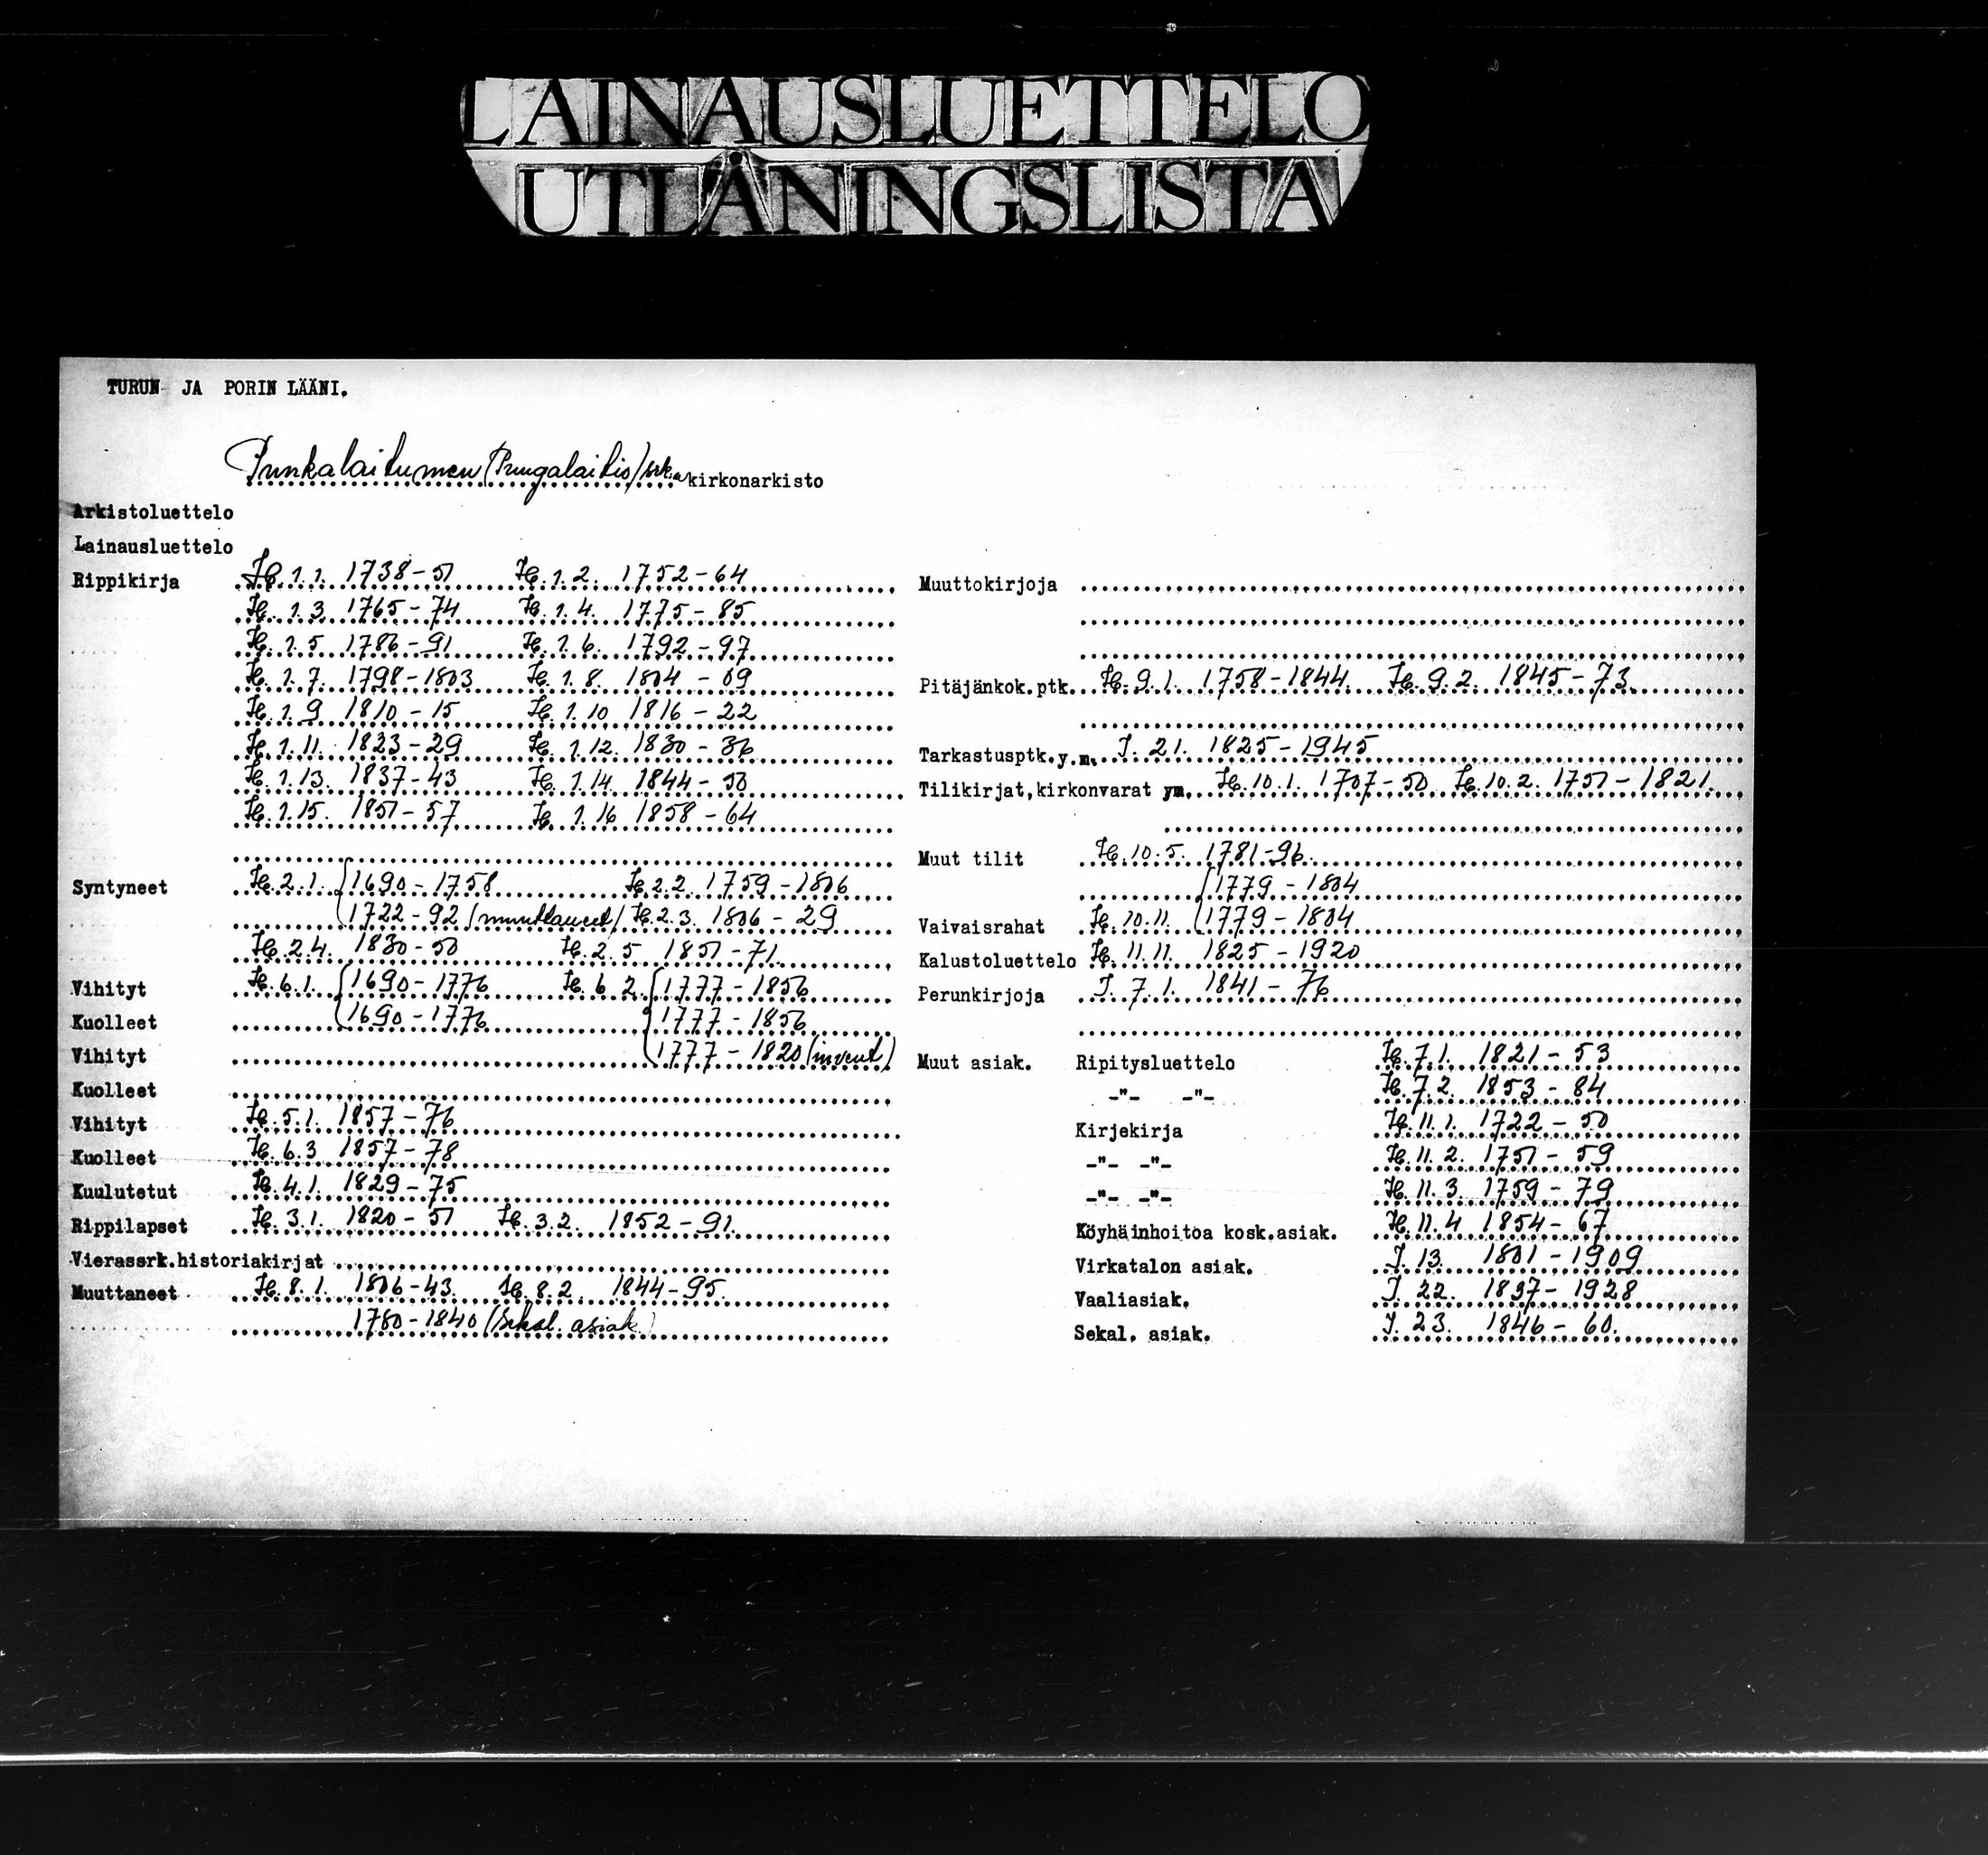 LAINAUSLUETTELO
UTLÅNINGSLISTA
TURUN JA PORIN LÄÄNI.
Punkalaitumen (Pungalaitio) srk:n kirkonarkisto
Arkistoluettelo
Lainausluettelo
Rippikirja H.1.1. 1738-51 H.1.2. 1752-64
H.1.3 1765-74 H.1.4. 1775-85
H.1.5 1786-91 H.1.6. 1792-97
H.1.7. 1798-1803 H.1.8. 1804-09
H.1.9 1810-15 H.1.10 1816-22
H.1.11. 1823-29 H.1.12. 1830-36
H.1.13. 1837-43 H.1.14. 1844-50
H.1.15. 1851-57 H.1.16 1858-64
Syntyneet H.2.1. 1690-1758 H.2.2. 1759-1806
1722-92 (muuttaneet) H.2.3. 1806-29
H.2.4. 1830-50 H.2.5 1851-71
Vihityt H.6.1. 1690-1776 H.6.2. 1777-1856
Kuolleet 1690-1776 1777-1856
Vihityt 1777-1820 (invent)
Kuolleet
Vihityt H.5.1. 1857-76
Kuolleet H.6.3 1857-78
Kuulutetut H.4.1. 1829-75
Rippilapset H.3.1. 1820-51 H.3.2. 1852-91.
Vierassrk.historiakirjat
Muuttaneet H.8.1. 1806-43. H.8.2. 1844-95.
1780-1840 (sekal. asiak.)
Muuttokirjoja
Pitäjänkok.ptk. H.9.1. 1758-1844. H.9.2. 1845-73.
Tarkastusptk.y.m. J.21. 1825-1945
Tilikirjat,kirkonvarat ym. H.10.1. 1707-50 H.10.2. 1751-1821.
Muut tilit H.10.5. 1781-96.
1779-1804
Vaivaisrahat H.10.11. 1779-1804
Kalustoluettelo H.11.11. 1825-1920
Perunkirjoja J.7.1. 1841-76
Muut asiak. Ripitysluettelo H.7.1. 1821-53
-"- -"- H.7.2. 1853-84
Kirjekirja H.11.1. 1722-50
-"- -"- H.11.2. 1751-59
-"- -"- H.11.3. 1759-79
Köyhäinhoitoa kosk.asiak. H.11.4 1854-67
Virkatalon asiak. J.13. 1801-1909
Vaaliasiak. J.22. 1837-1928
Sekal. asiak. J.23. 1846-60.